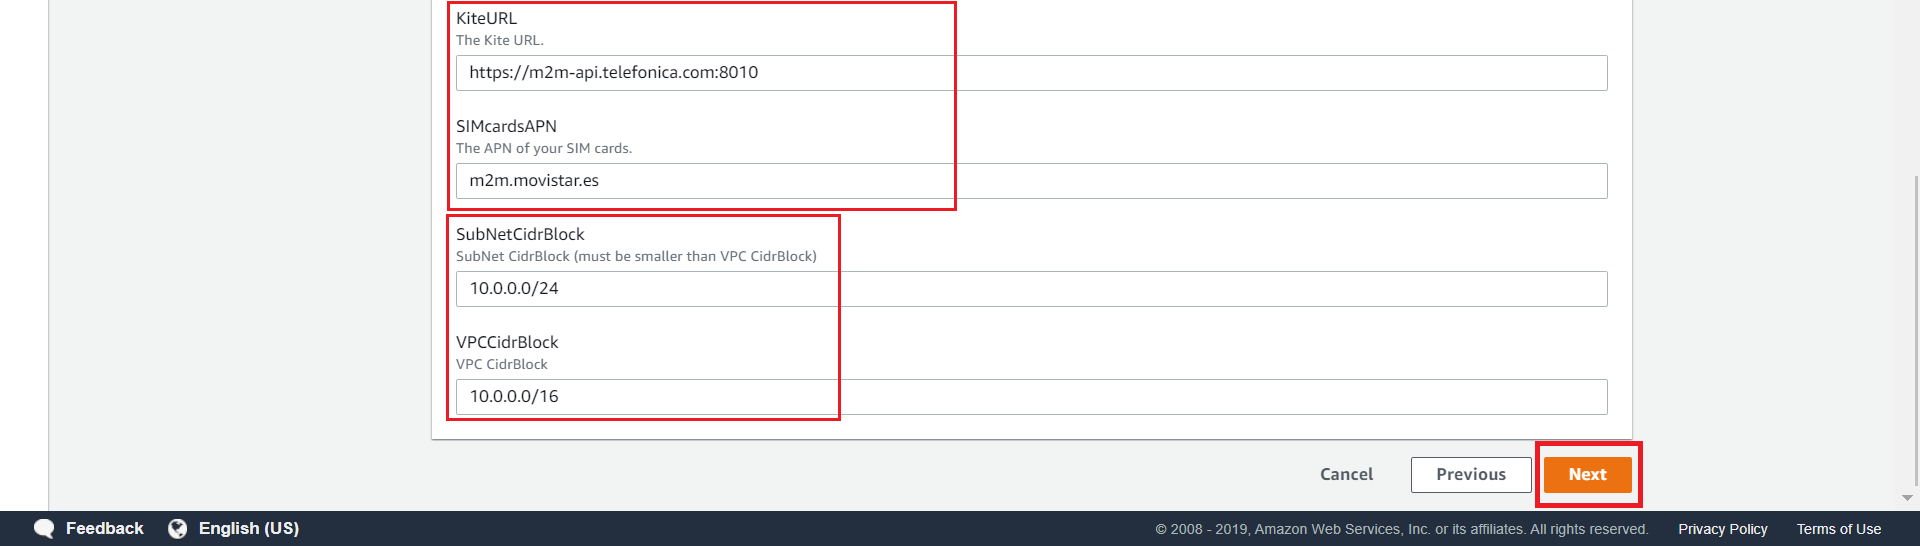 KiteURL
The Kite URL.
https://m2m-api.telefonica.com:8010
SIMcardsAPN
The APN of your SIM cards.
m2m.movistar.es
SubNetCidrBlock
SubNet CidrBlock (must be smaller than VPC CidrBlock)
10.0.0.0/24
VPCCidrBlock
VPC CidrBlock
10.0.0.0/16
Cancel Previous Next
Feedback English (US) © 2008 - 2019, Amazon Web Services, Inc. or its affiliates. All rights reserved. Privacy Policy Terms of Use